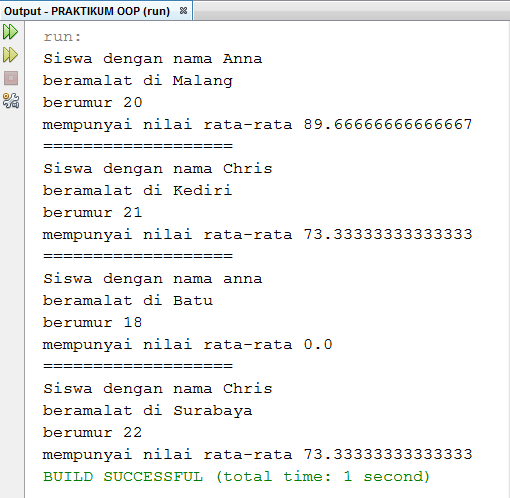 Output - PRAKTIKUM OOP (run)
run:
Siswa dengan nama Anna
beramalat di Malang
berumur 20
mempunyai nilai rata-rata 89.66666666666667
===================
Siswa dengan nama Chris
beramalat di Kediri
berumur 21
mempunyai nilai rata-rata 73.33333333333333
===================
Siswa dengan nama anna
beramalat di Batu
berumur 18
mempunyai nilai rata-rata 0.0
===================
Siswa dengan nama Chris
beramalat di Surabaya
berumur 22
mempunyai nilai rata-rata 73.33333333333333
BUILD SUCCESSFUL (total time: 1 second)